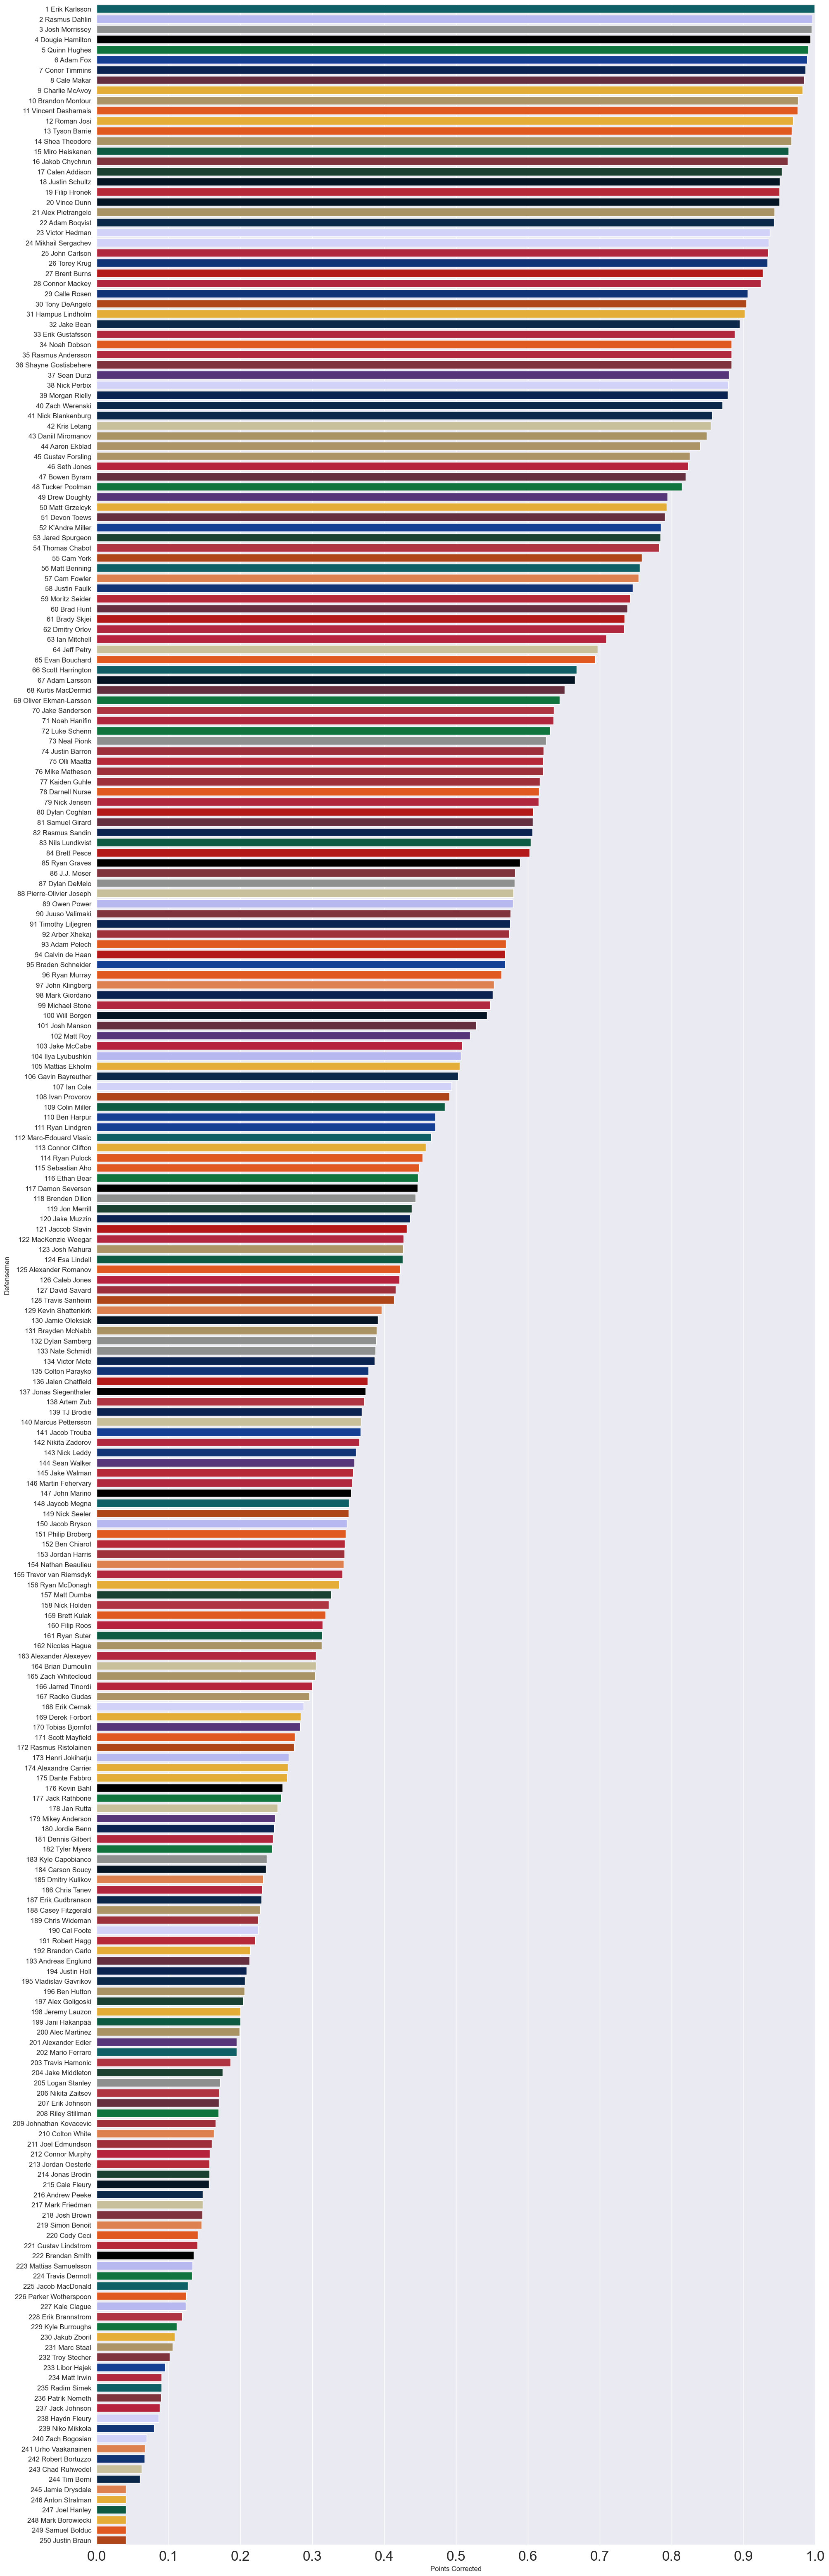 1 Erik Karlsson
2 Rasmus Dahlin
3 Josh Morrissey
4 Dougie Hamilton
5 Quinn Hughes
6 Adam Fox
7 Conor Timmins
8 Cale Makar
9 Charlie McAvoy
10 Brandon Montour
11 Vincent Desharnais
12 Roman Josi
13 Tyson Barrie
14 Shea Theodore
15 Miro Heiskanen
16 Jakob Chychrun
17 Calen Addison
18 Justin Schultz
19 Filip Hronek
20 Vince Dunn
21 Alex Pietrangelo
22 Adam Boqvist
23 Victor Hedman
24 Mikhail Sergachev
25 John Carlson
26 Torey Krug
27 Brent Burns
28 Connor Mackey
29 Calle Rosen
30 Tony DeAngelo
31 Hampus Lindholm
32 Jake Bean
33 Erik Gustafsson
34 Noah Dobson
35 Rasmus Andersson
36 Shayne Gostisbehere
37 Sean Durzi
38 Nick Perbix
39 Morgan Rielly
40 Zach Werenski
41 Nick Blankenburg
42 Kris Letang
43 Daniil Miromanov
44 Aaron Ekblad
45 Gustav Forsling
46 Seth Jones
47 Bowen Byram
48 Tucker Poolman
49 Drew Doughty
50 Matt Grzelcyk
51 Devon Toews
52 K'Andre Miller
53 Jared Spurgeon
54 Thomas Chabot
55 Cam York
56 Matt Benning
57 Cam Fowler
58 Justin Faulk
59 Moritz Seider
60 Brad Hunt
61 Brady Skjei
62 Dmitry Orlov
63 Ian Mitchell
64 Jeff Petry
65 Evan Bouchard
66 Scott Harrington
67 Adam Larsson
68 Kurtis MacDermid
69 Oliver Ekman-Larsson
70 Jake Sanderson
71 Noah Hanifin
72 Luke Schenn
73 Neal Pionk
74 Justin Barron
75 Olli Maatta
76 Mike Matheson
77 Kaiden Guhle
78 Darnell Nurse
79 Nick Jensen
80 Dylan Coghlan
81 Samuel Girard
82 Rasmus Sandin
83 Nils Lundkvist
84 Brett Pesce
85 Ryan Graves
86 J.J. Moser
87 Dylan DeMelo
88 Pierre-Olivier Joseph
89 Owen Power
90 Juuso Valimaki
91 Timothy Liljegren
92 Arber Xhekaj
93 Adam Pelech
94 Calvin de Haan
95 Braden Schneider
96 Ryan Murray
97 John Klingberg
98 Mark Giordano
99 Michael Stone
100 Will Borgen
101 Josh Manson
102 Matt Roy
103 Jake McCabe
104 Ilya Lyubushkin
105 Mattias Ekholm
106 Gavin Bayreuther
107 Ian Cole
108 Ivan Provorov
109 Colin Miller
110 Ben Harpur
111 Ryan Lindgren
112 Marc-Edouard Vlasic
113 Connor Clifton
114 Ryan Pulock
115 Sebastian Aho
116 Ethan Bear
117 Damon Severson
118 Brenden Dillon
119 Jon Merrill
120 Jake Muzzin
121 Jaccob Slavin
122 MacKenzie Weegar
123 Josh Mahura
124 Esa Lindell
125 Alexander Romanov
126 Caleb Jones
127 David Savard
128 Travis Sanheim
129 Kevin Shattenkirk
130 Jamie Oleksiak
131 Brayden McNabb
132 Dylan Samberg
133 Nate Schmidt
134 Victor Mete
135 Colton Parayko
136 Jalen Chatfield
137 Jonas Siegenthaler
138 Artem Zub
139 TJ Brodie
140 Marcus Pettersson
141 Jacob Trouba
142 Nikita Zadorov
143 Nick Leddy
144 Sean Walker
145 Jake Walman
146 Martin Fehervary
147 John Marino
148 Jaycob Megna
149 Nick Seeler
150 Jacob Bryson
151 Philip Broberg
152 Ben Chiarot
153 Jordan Harris
154 Nathan Beaulieu
155 Trevor van Riemsdyk
156 Ryan McDonagh
157 Matt Dumba
158 Nick Holden
159 Brett Kulak
160 Filip Roos
161 Ryan Suter
162 Nicolas Hague
163 Alexander Alexeyev
164 Brian Dumoulin
165 Zach Whitecloud
166 Jarred Tinordi
167 Radko Gudas
168 Erik Cernak
169 Derek Forbort
170 Tobias Bjornfot
171 Scott Mayfield
172 Rasmus Ristolainen
173 Henri Jokiharju
174 Alexandre Carrier
175 Dante Fabbro
176 Kevin Bahl
177 Jack Rathbone
178 Jan Rutta
179 Mikey Anderson
180 Jordie Benn
181 Dennis Gilbert
182 Tyler Myers
183 Kyle Capobianco
184 Carson Soucy
185 Dmitry Kulikov
186 Chris Tanev
187 Erik Gudbranson
188 Casey Fitzgerald
189 Chris Wideman
190 Cal Foote
191 Robert Hagg
192 Brandon Carlo
193 Andreas Englund
194 Justin Holl
195 Vladislav Gavrikov
196 Ben Hutton
197 Alex Goligoski
198 Jeremy Lauzon
199 Jani Hakanpää
200 Alec Martinez
201 Alexander Edler
202 Mario Ferraro
203 Travis Hamonic
204 Jake Middleton
205 Logan Stanley
206 Nikita Zaitsev
207 Erik Johnson
208 Riley Stillman
209 Johnathan Kovacevic
210 Colton White
211 Joel Edmundson
212 Connor Murphy
213 Jordan Oesterle
214 Jonas Brodin
215 Cale Fleury
216 Andrew Peeke
217 Mark Friedman
218 Josh Brown
219 Simon Benoit
220 Cody Ceci
221 Gustav Lindstrom
222 Brendan Smith
223 Mattias Samuelsson
224 Travis Dermott
225 Jacob MacDonald
226 Parker Wotherspoon
227 Kale Clague
228 Erik Brannstrom
229 Kyle Burroughs
230 Jakub Zboril
231 Marc Staal
232 Troy Stecher
233 Libor Hajek
234 Matt Irwin
235 Radim Simek
236 Patrik Nemeth
237 Jack Johnson
238 Haydn Fleury
239 Niko Mikkola
240 Zach Bogosian
241 Urho Vaakanainen
242 Robert Bortuzzo
243 Chad Ruhwedel
244 Tim Berni
245 Jamie Drysdale
246 Anton Stralman
247 Joel Hanley
248 Mark Borowiecki
249 Samuel Bolduc
250 Justin Braun
Defensemen
0.0 0.1 0.2 0.3 0.4 0.5 0.6 0.7 0.8 0.9 1.0
Points Corrected